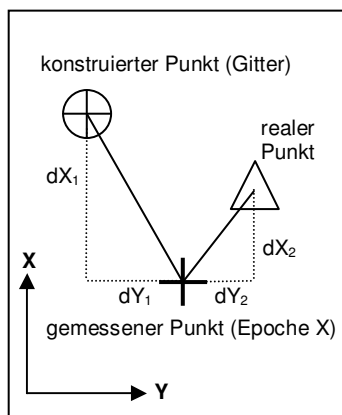 konstruierter Punkt (Gitter)
realer
Punkt
dX₁
dX₂
X
dY₁
dY₂
gemessener Punkt (Epoche X)
Y